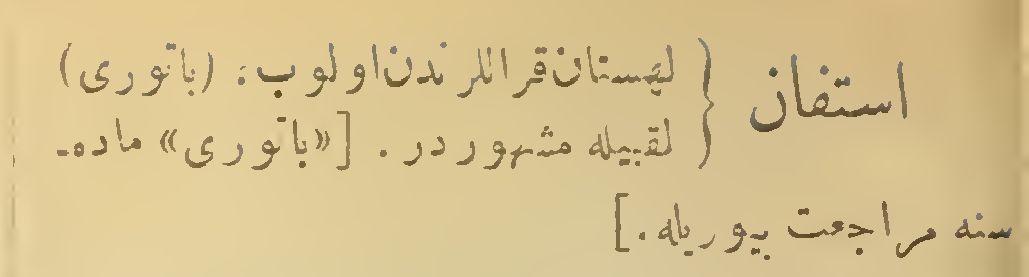 استفان } لهستان قراللرندن اولوب، (باتوری)
لقبیله مشهوردر. [«باتوری» ماده‌ـ
سنه مراجعت بیوریله.]